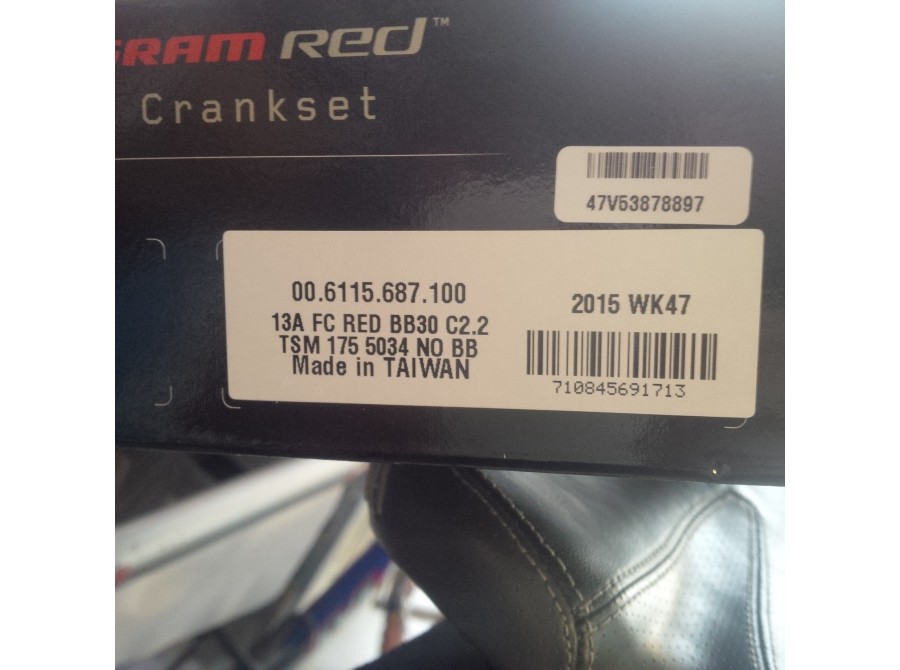 SRAM RED™
Crankset
47V53878897
00.6115.687.100
13A FC RED BB30 C2.2
TSM 175 5034 NO BB
Made in TAIWAN
2015 WK47
710845691713